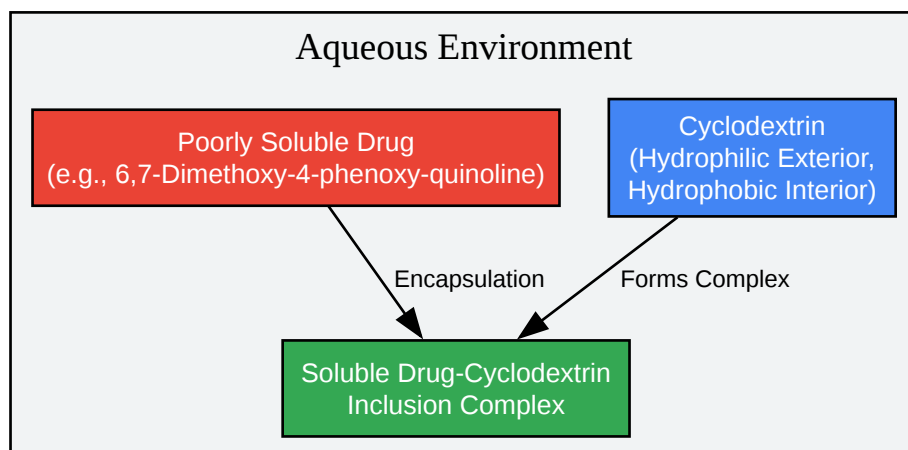 Aqueous Environment
Poorly Soluble Drug
(e.g., 6,7-Dimethoxy-4-phenoxy-quinoline)
Cyclodextrin
(Hydrophilic Exterior,
Hydrophobic Interior)
Encapsulation
Forms Complex
Soluble Drug-Cyclodextrin
Inclusion Complex